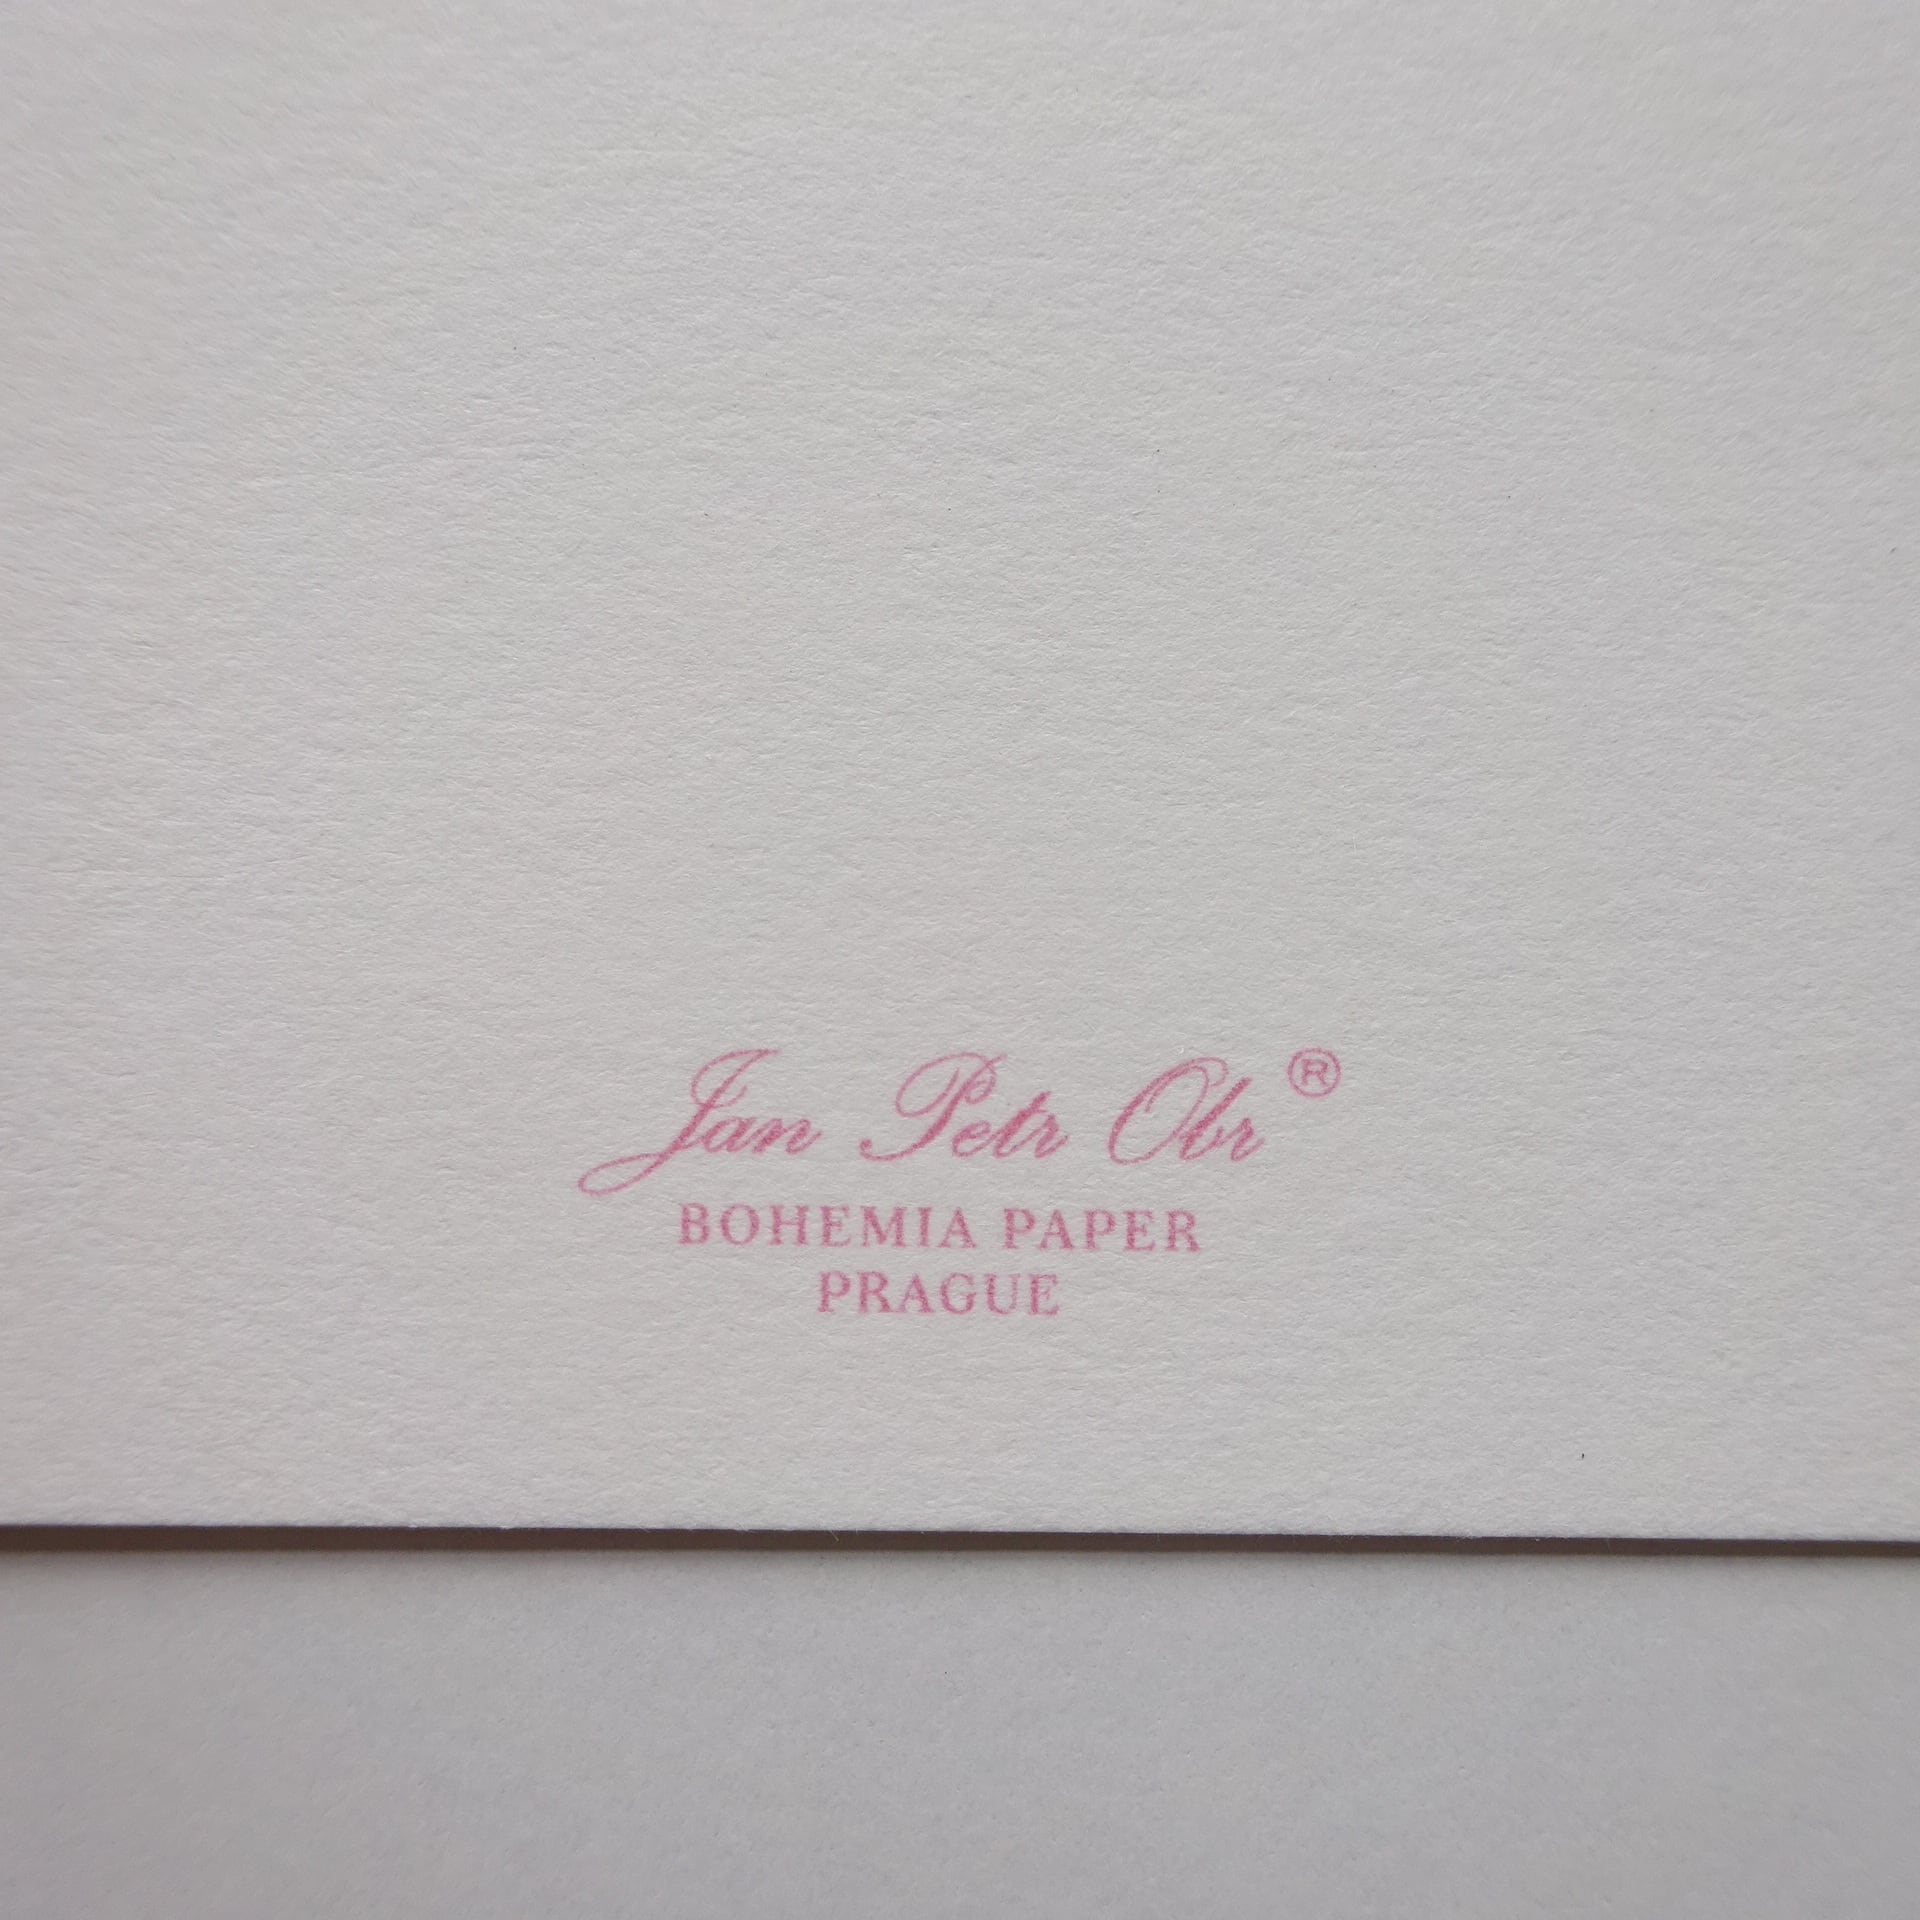 Jan Petr Obr ®
BOHEMIA PAPER
PRAGUE